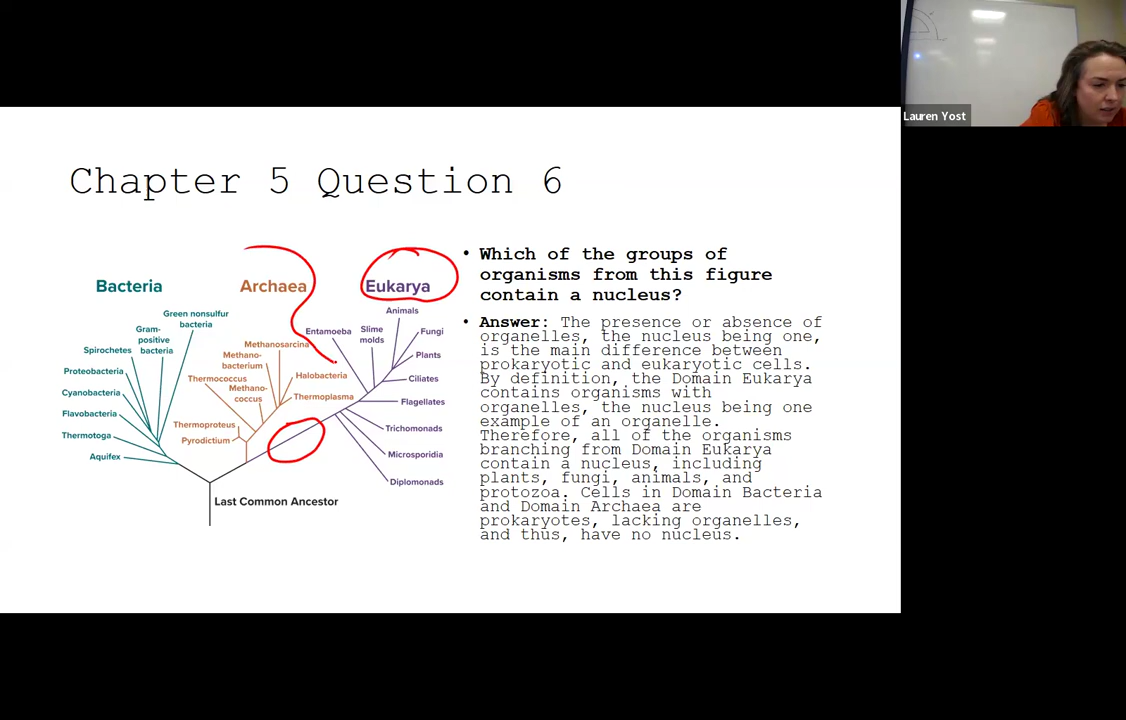 Lauren Yost
Chapter 5 Question 6
Bacteria
Archaea
Eukarya
Green nonsulfur
bacteria
Gram-
positive
bacteria
Spirochetes
Proteobacteria
Cyanobacteria
Flavobacteria
Thermotoga
Aquifex
Methanosarcina
Methano-
bacterium
Thermococcus
Methano-
coccus
Halobacteria
Thermoplasma
Thermoproteus
Pyrodictium
Entamoeba
Slime
molds
Animals
Fungi
Plants
Ciliates
Flagellates
Trichomonads
Microsporidia
Diplomonads
Last Common Ancestor
• Which of the groups of
organisms from this figure
contain a nucleus?
• Answer: The presence or absence of
organelles, the nucleus being one,
is the main difference between
prokaryotic and eukaryotic cells.
By definition, the Domain Eukarya
contains organisms with
organelles, the nucleus being one
example of an organelle.
Therefore, all of the organisms
branching from Domain Eukarya
contain a nucleus, including
plants, fungi, animals, and
protozoa. Cells in Domain Bacteria
and Domain Archaea are
prokaryotes, lacking organelles,
and thus, have no nucleus.